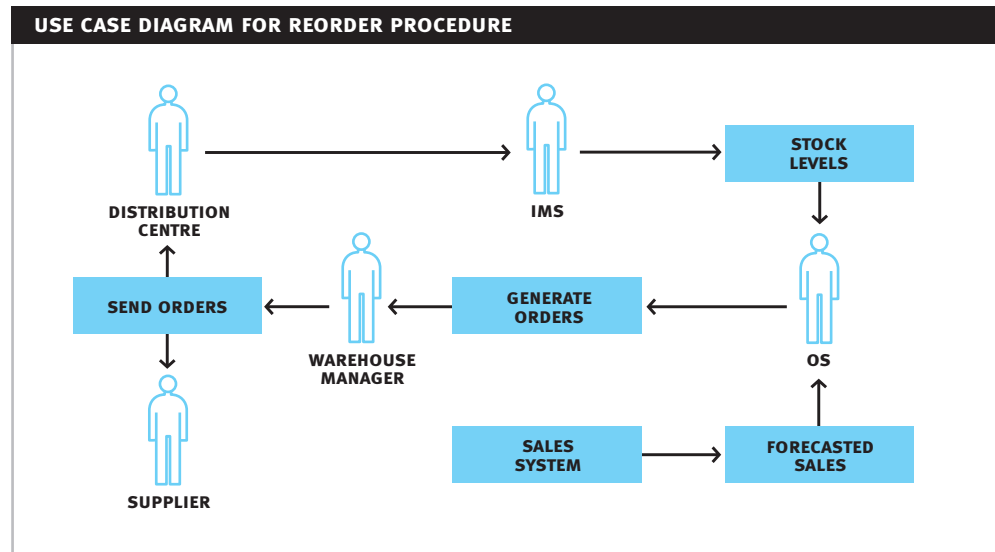 USE CASE DIAGRAM FOR REORDER PROCEDURE
STOCK
LEVELS
DISTRIBUTION
CENTRE
IMS
SEND ORDERS
GENERATE
ORDERS
WAREHOUSE
MANAGER
OS
SALES
SYSTEM
FORECASTED
SALES
SUPPLIER